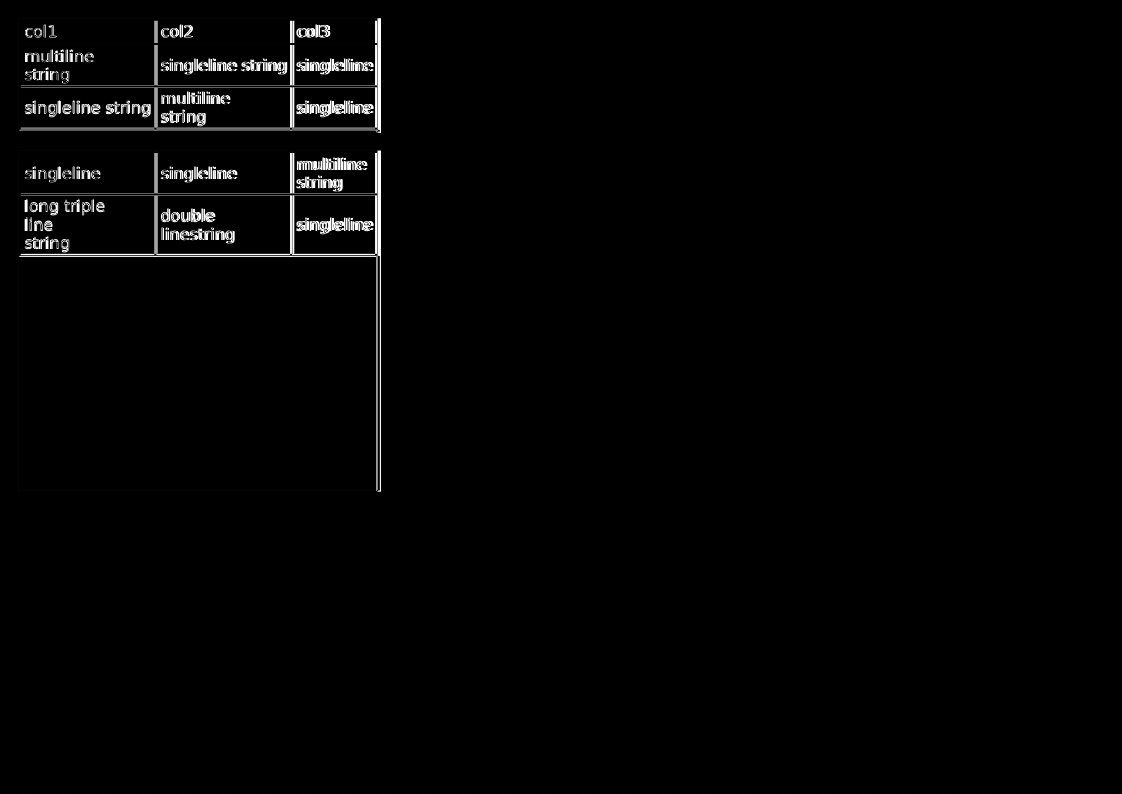 col1 col2 col3
multiline
string
singleline string
singleline
singleline string
multiline
string
singleline
singleline
singleline
multiline
string
long triple
line
string
double
linestring
singleline